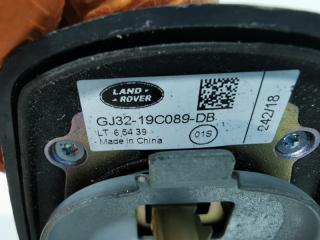 LAND-
ROVER
GJ32-19C089-DB
LT 6,54 39
Made in China
01S
242/18